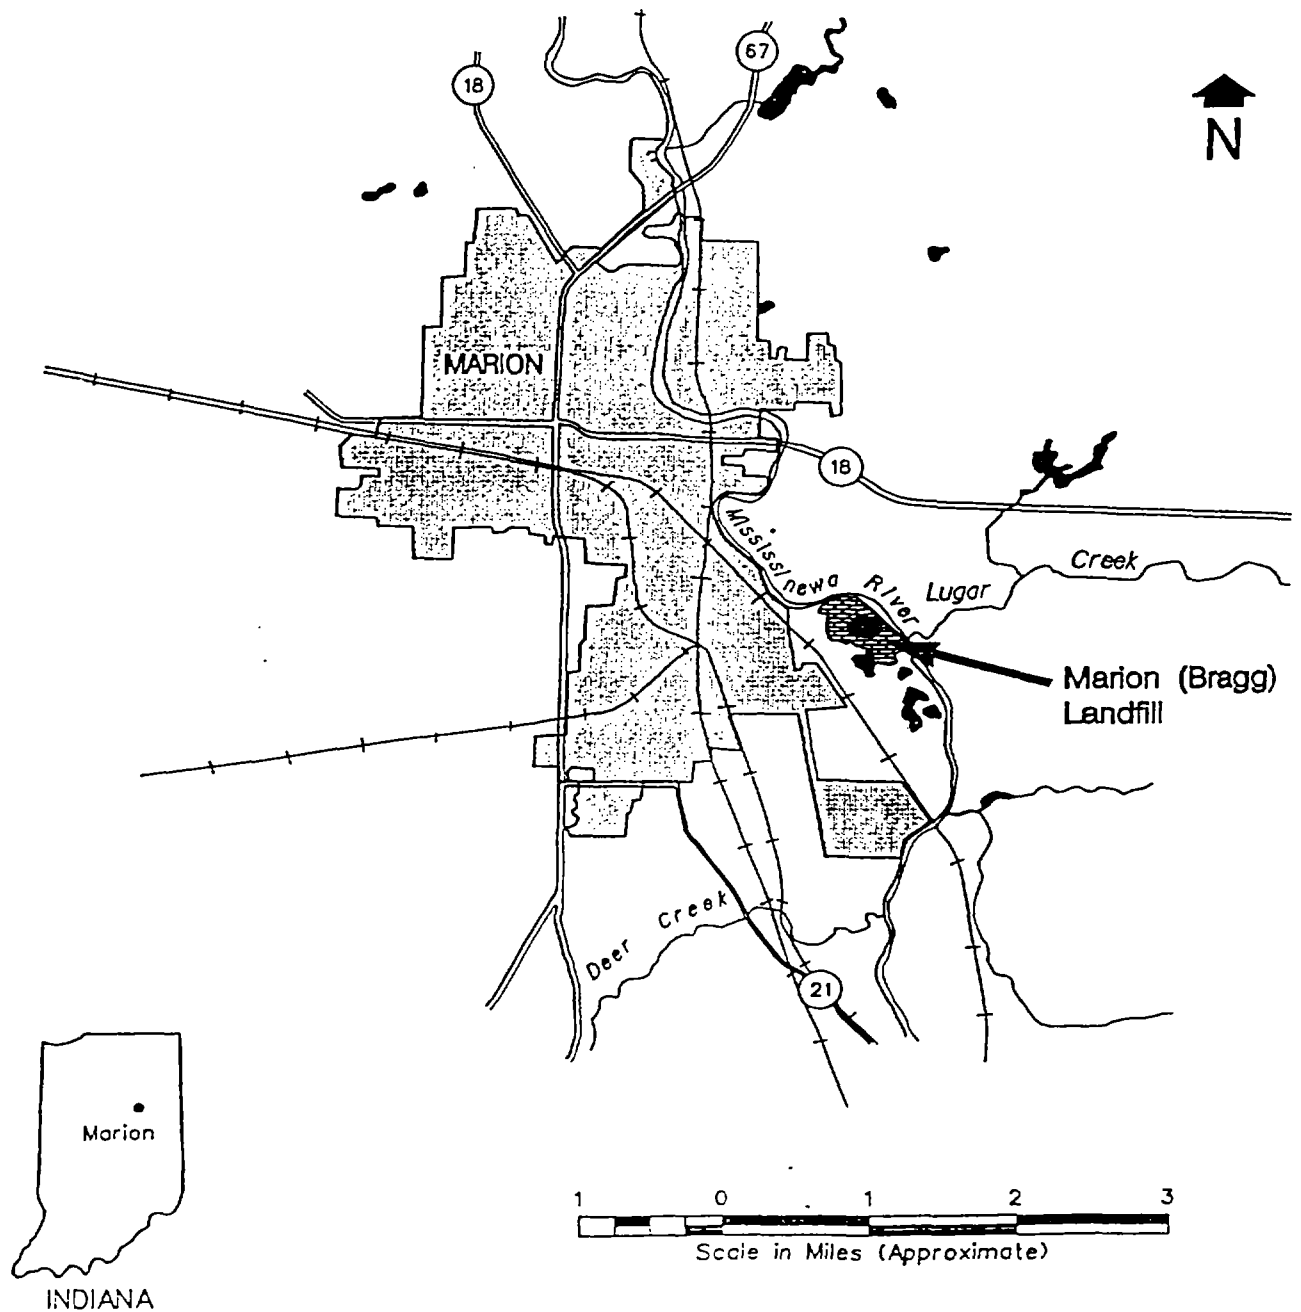 67
18
N
MARION
18
Mississinewa River
Lugar Creek
Marion (Bragg)
Landfill
Deer Creek
21
Marion
INDIANA
1 0 1 2 3
Scale in Miles (Approximate)